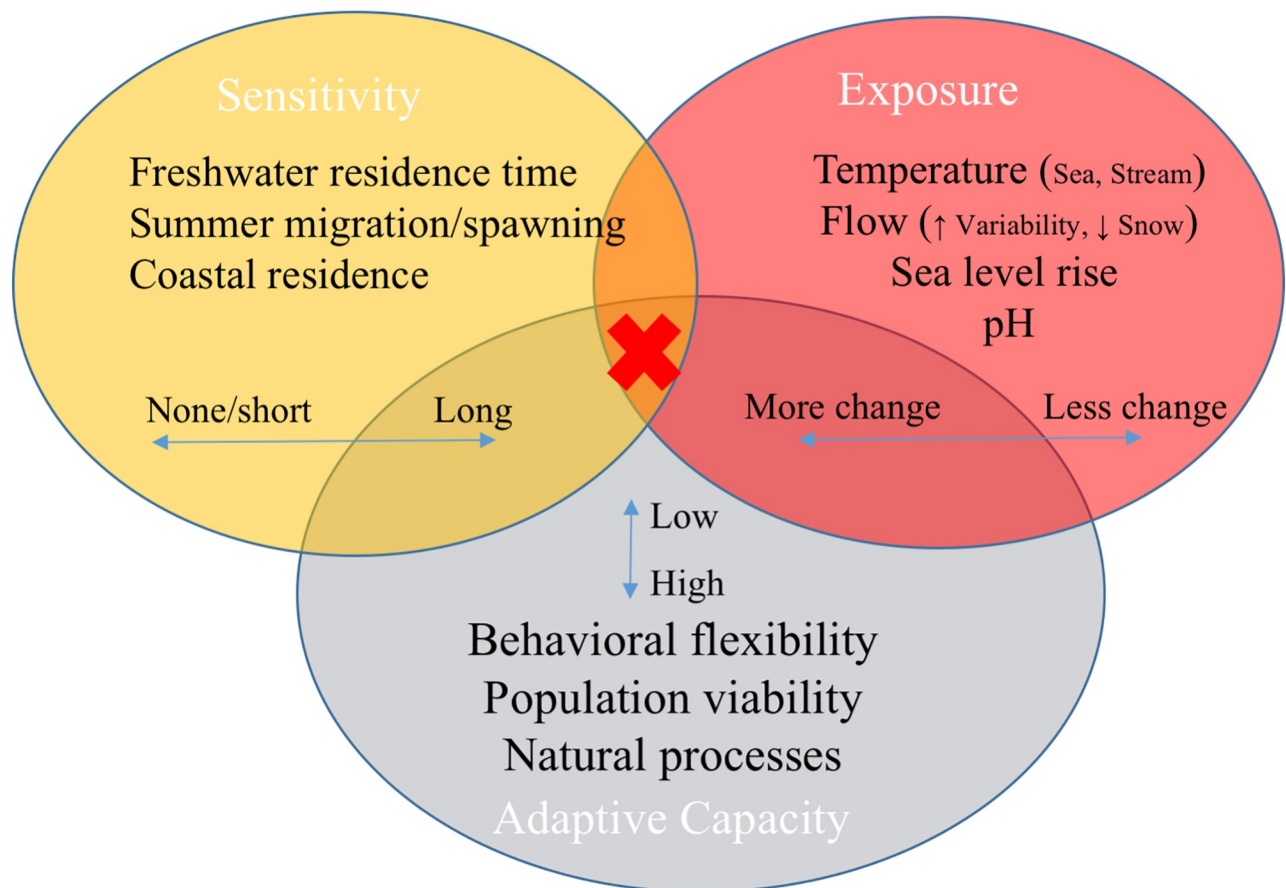 Sensitivity
Freshwater residence time
Summer migration/spawning
Coastal residence
None/short
Long
Exposure
Temperature (Sea, Stream)
Flow (↑ Variability, ↓ Snow)
Sea level rise
pH
More change
Less change
Low
High
Behavioral flexibility
Population viability
Natural processes
Adaptive Capacity